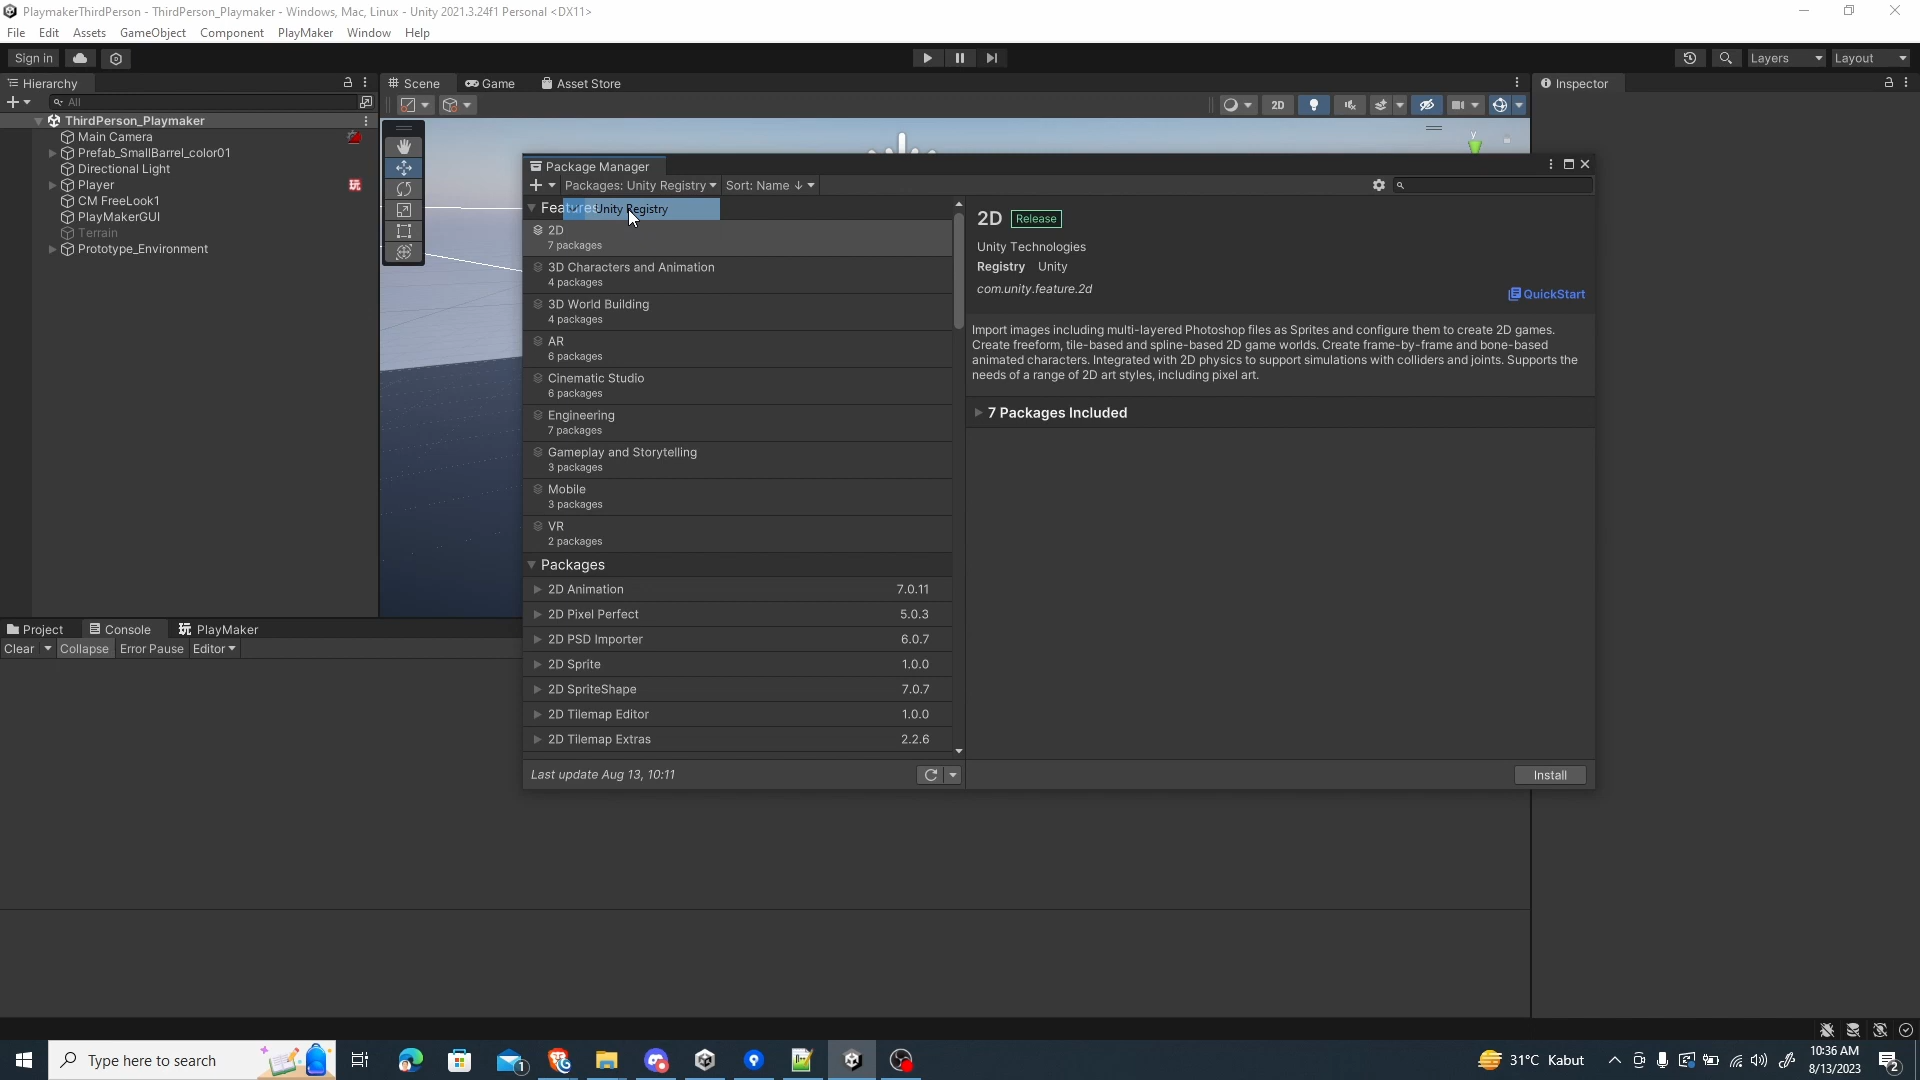 PlaymakerThirdPerson - ThirdPerson_Playmaker - Windows, Mac, Linux - Unity 2021.3.24f1 Personal <DX11>
File Edit Assets GameObject Component PlayMaker Window Help
Sign in Layers Layout
Hierarchy Scene Game Asset Store Inspector
All 2D
ThirdPerson_Playmaker
Main Camera
Prefab_SmallBarrel_color01
Directional Light
Player
CM FreeLook1
PlayMakerGUI
Terrain
Prototype_Environment
y
Package Manager
Packages: Unity Registry Sort: Name ↓
Features Unity Registry
2D
7 packages
3D Characters and Animation
4 packages
3D World Building
4 packages
AR
6 packages
Cinematic Studio
6 packages
Engineering
7 packages
Gameplay and Storytelling
3 packages
Mobile
3 packages
VR
2 packages
Packages
2D Animation 7.0.11
2D Pixel Perfect 5.0.3
2D PSD Importer 6.0.7
2D Sprite 1.0.0
2D SpriteShape 7.0.7
2D Tilemap Editor 1.0.0
2D Tilemap Extras 2.2.6
Last update Aug 13, 10:11
2D Release
Unity Technologies
Registry Unity
com.unity.feature.2d
QuickStart
Import images including multi-layered Photoshop files as Sprites and configure them to create 2D games.
Create freeform, tile-based and spline-based 2D game worlds. Create frame-by-frame and bone-based
animated characters. Integrated with 2D physics to support simulations with colliders and joints. Supports the
needs of a range of 2D art styles, including pixel art.
7 Packages Included
Install
Project Console PlayMaker
Clear Collapse Error Pause Editor
Type here to search
1
31°C Kabut
10:36 AM
8/13/2023
2